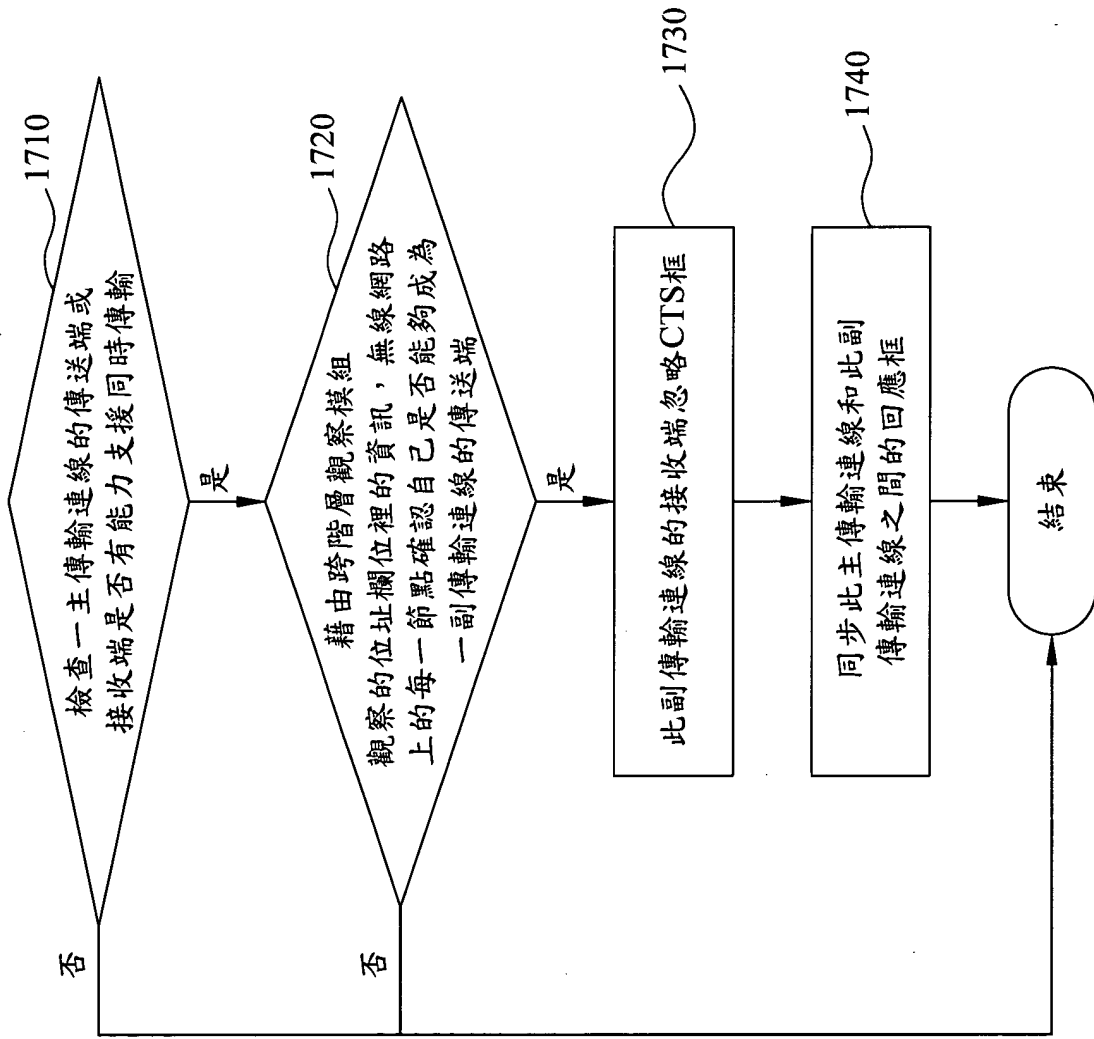 檢查一主傳輸連線的傳送端或
接收端是否有能力支援同時傳輸
1710
否
是
藉由跨階層觀察模組
觀察的位址欄位裡的資訊，無線網路
上的每一節點確認自己是否能夠成為
一副傳輸連線的傳送端
1720
否
是
此副傳輸連線的接收端忽略CTS框
1730
同步此主傳輸連線和此副
傳輸連線之間的回應框
1740
結束